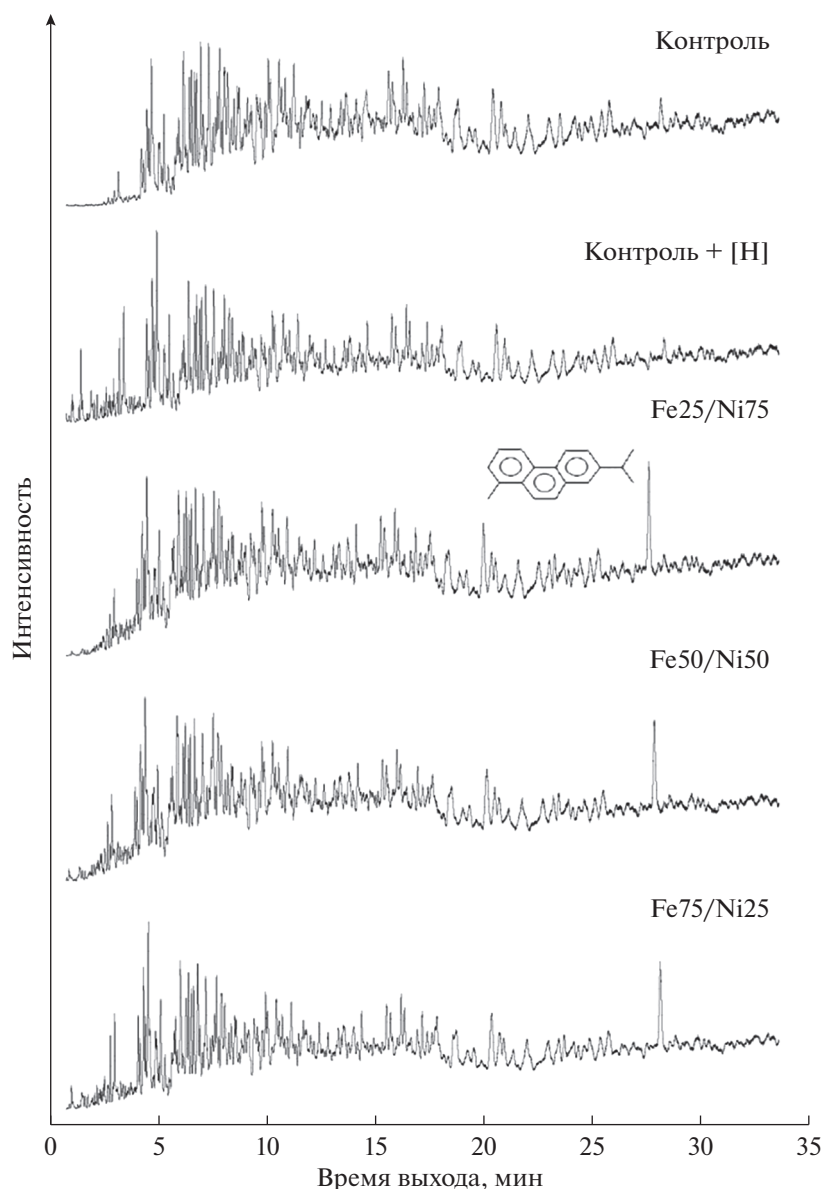 Контроль
Контроль + [H]
Fe25/Ni75
Fe50/Ni50
Fe75/Ni25
Интенсивность
0 5 10 15 20 25 30 35
Время выхода, мин